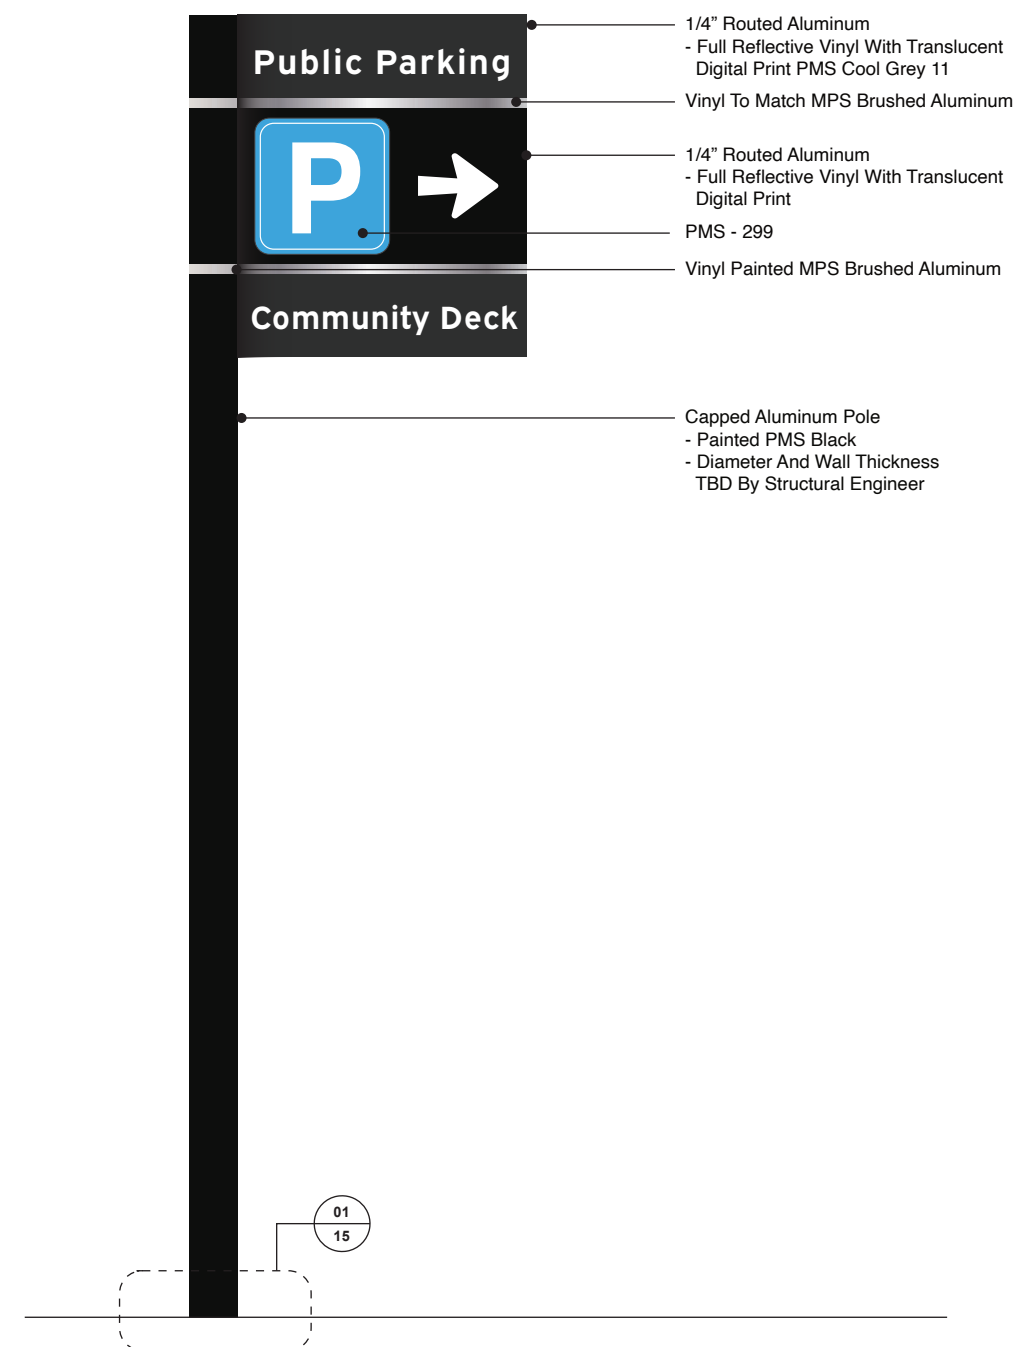 Public Parking
P
Community Deck
1/4” Routed Aluminum
- Full Reflective Vinyl With Translucent
Digital Print PMS Cool Grey 11
Vinyl To Match MPS Brushed Aluminum
1/4” Routed Aluminum
- Full Reflective Vinyl With Translucent
Digital Print
PMS - 299
Vinyl Painted MPS Brushed Aluminum
Capped Aluminum Pole
- Painted PMS Black
- Diameter And Wall Thickness
TBD By Structural Engineer
01
15